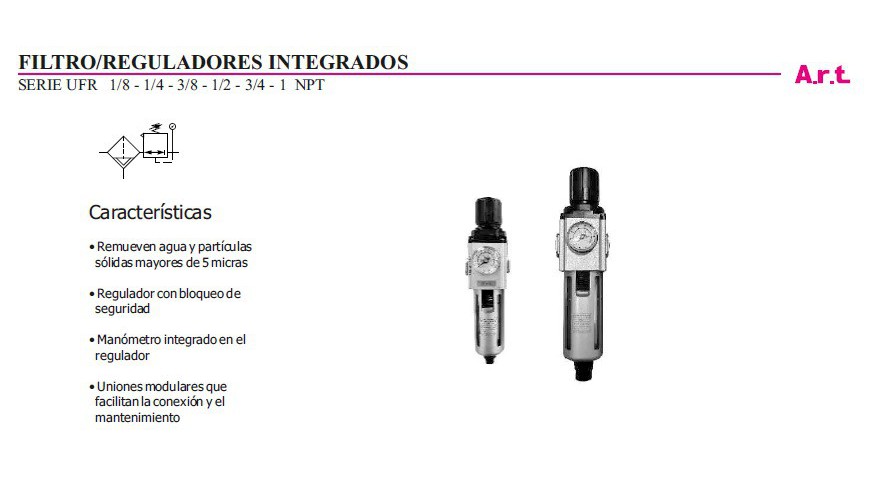 FILTRO/REGULADORES INTEGRADOS
SERIE UFR 1/8 - 1/4 - 3/8 - 1/2 - 3/4 - 1 NPT
A.r.t.
Características
• Remueven agua y partículas
sólidas mayores de 5 micras
• Regulador con bloqueo de
seguridad
• Manómetro integrado en el
regulador
• Uniones modulares que
facilitan la conexión y el
mantenimiento